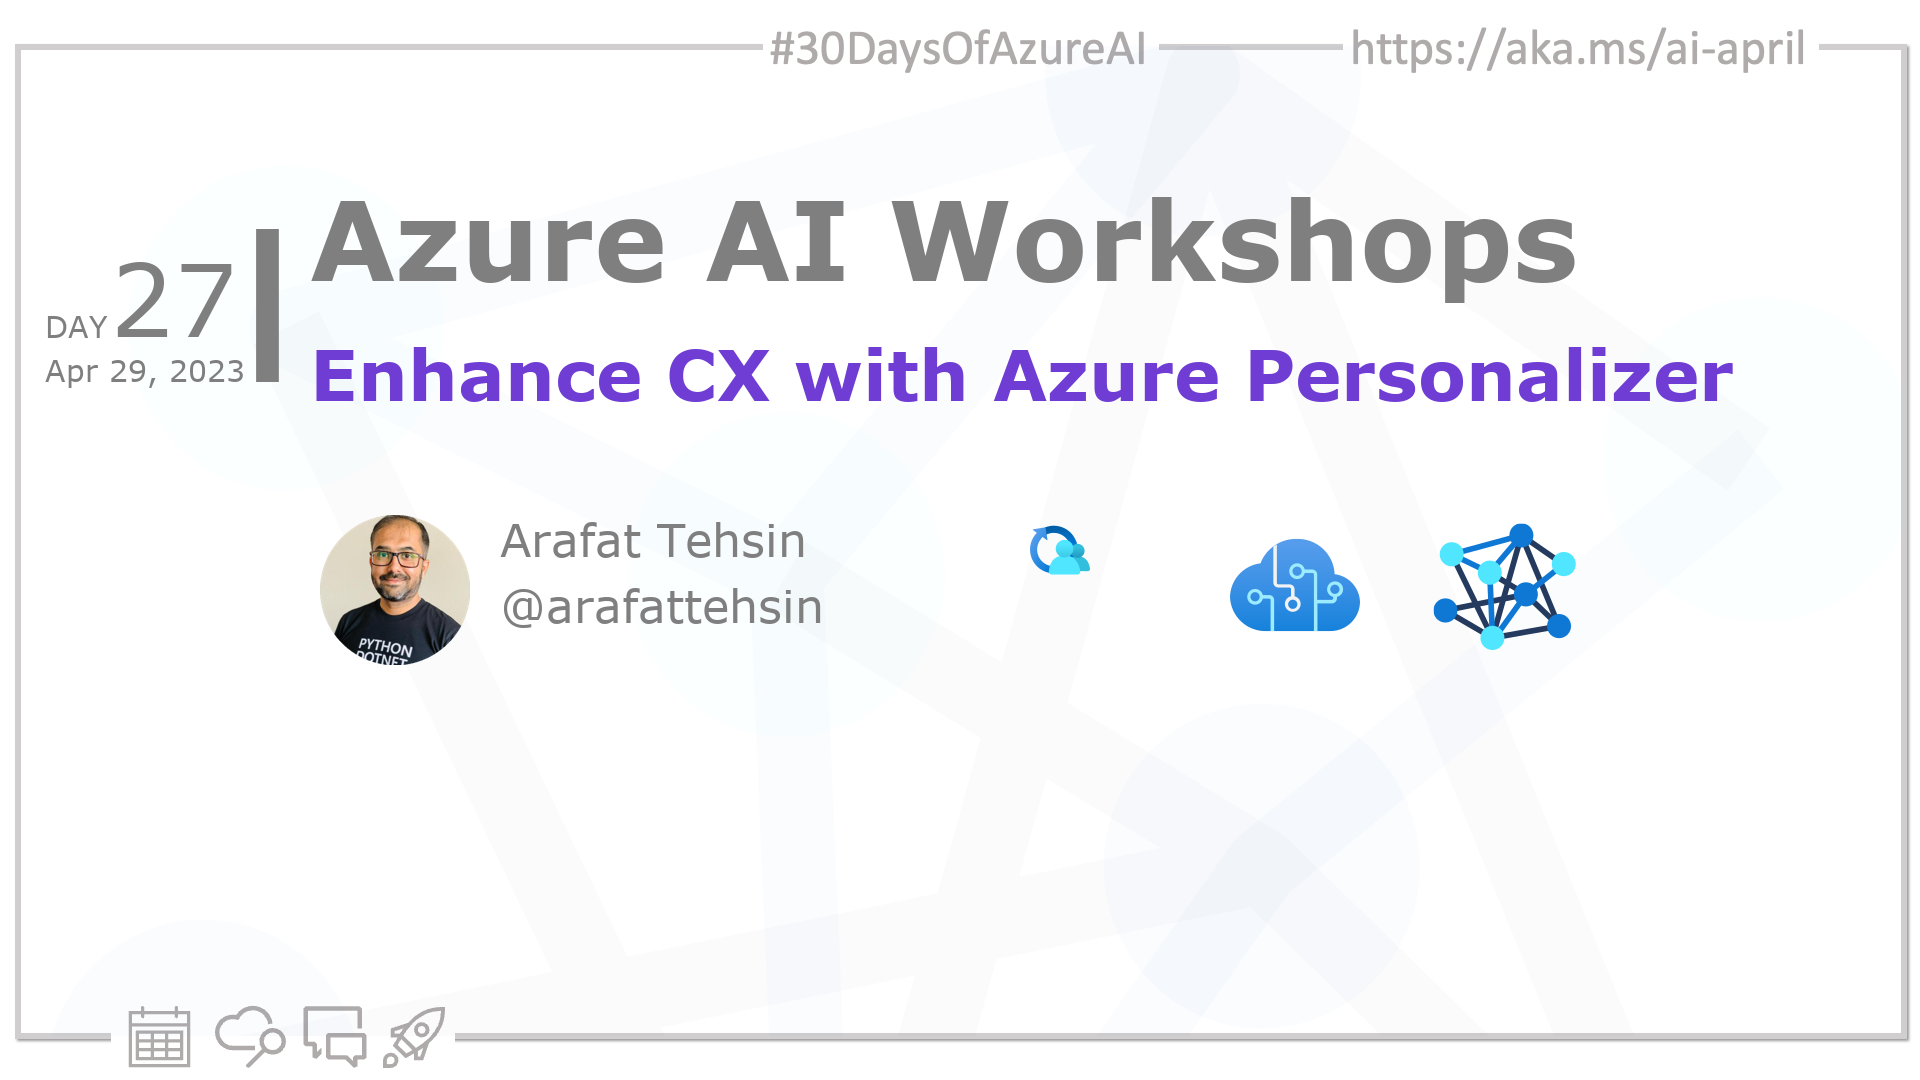 #30DaysOfAzureAI
https://aka.ms/ai-april
Azure AI Workshops
DAY 27
Apr 29, 2023
Enhance CX with Azure Personalizer
Arafat Tehsin
@arafattehsin
PYTHON
DOTNET